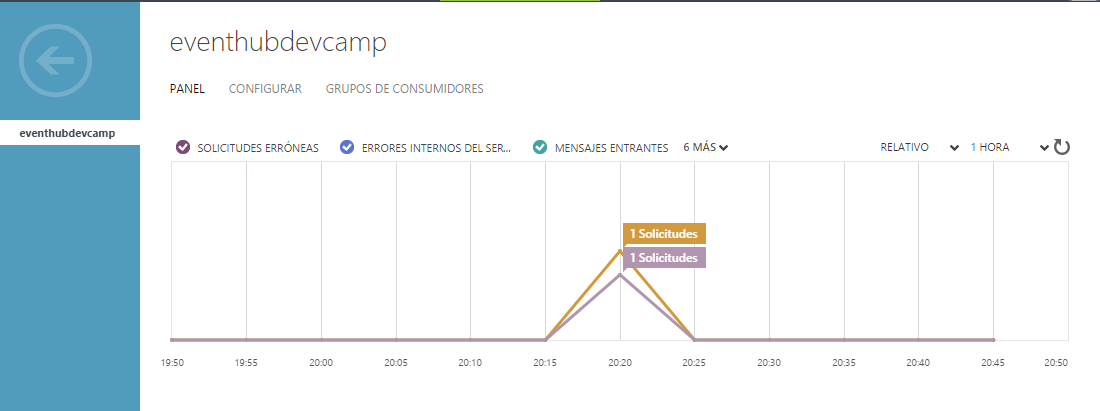 eventhubdevcamp
PANEL CONFIGURAR GRUPOS DE CONSUMIDORES
eventhubdevcamp
SOLICITUDES ERRÓNEAS ERRORES INTERNOS DEL SER... MENSAJES ENTRANTES 6 MÁS RELATIVO 1 HORA
1 Solicitudes
1 Solicitudes
19:50 19:55 20:00 20:05 20:10 20:15 20:20 20:25 20:30 20:35 20:40 20:45 20:50